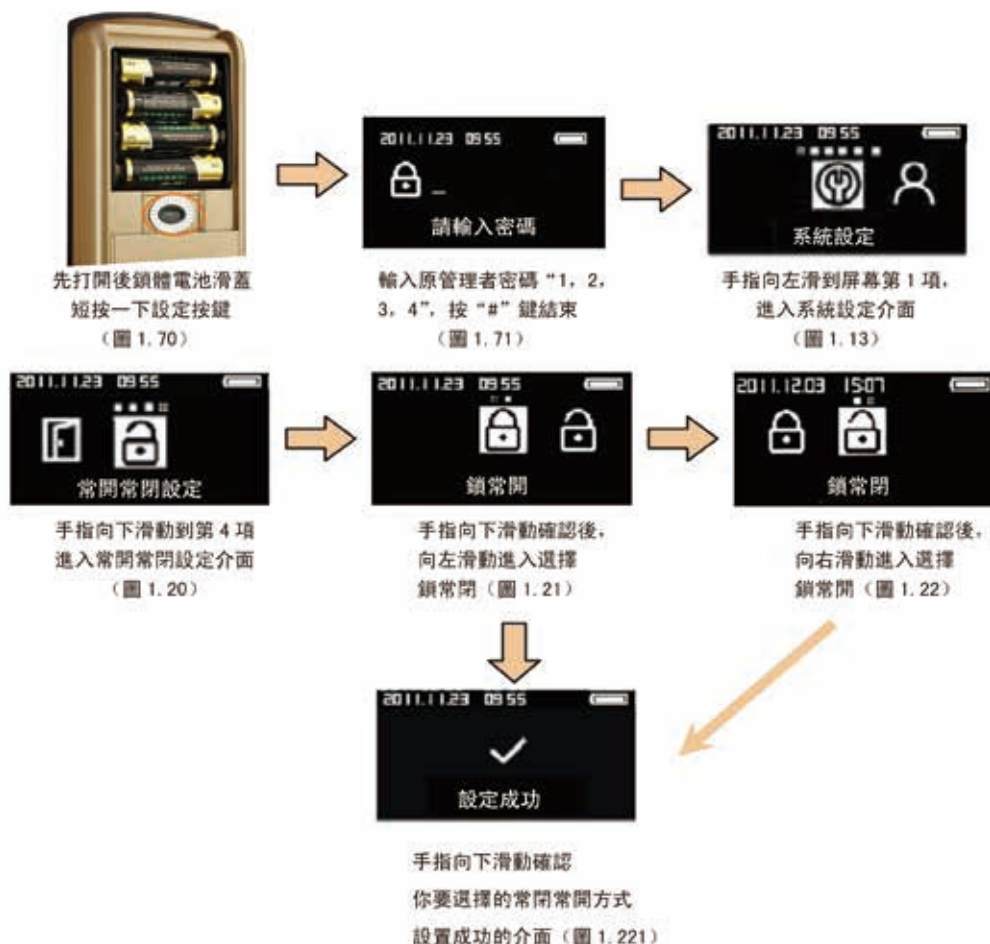 2011.11.23 09:55
請輸入密碼
2011.11.23 09:55
系統設定
先打開後鎖體電池滑蓋
短按一下設定按鍵
（圖 1.70）
輸入原管理者密碼“1，2，
3，4”，按“#”鍵結束
（圖 1.71）
手指向左滑到屏幕第 1 項，
進入系統設定介面
（圖 1.13）
2011.11.23 09:55
常開常閉設定
2011.11.23 09:55
鎖常開
2011.12.03 15:07
鎖常閉
手指向下滑動到第 4 項
進入常開常閉設定介面
（圖 1.20）
手指向下滑動確認後，
向左滑動進入選擇
鎖常閉（圖 1.21）
手指向下滑動確認後，
向右滑動進入選擇
鎖常開（圖 1.22）
2011.11.23 09:55
設定成功
手指向下滑動確認
你要選擇的常閉常開方式
設置成功的介面（圖 1.221）